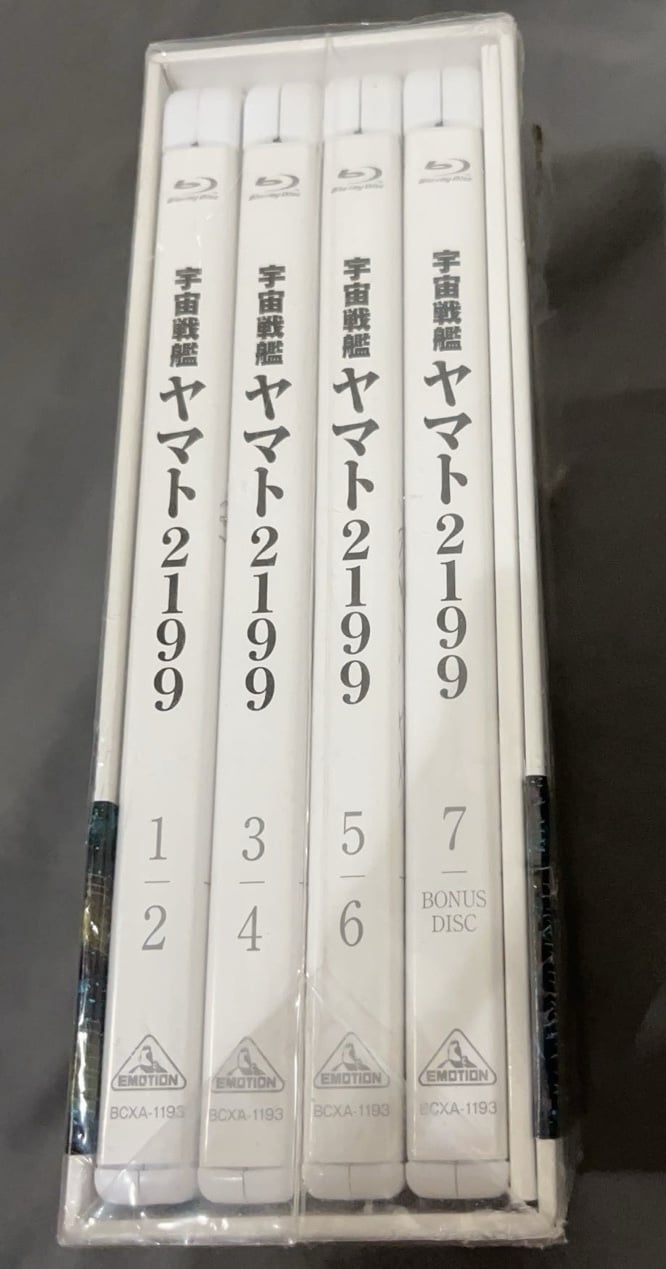 Blu-ray Disc
宇宙戦艦
ヤマト2199
1
2
EMOTION
BCXA-1193
Blu-ray Disc
宇宙戦艦
ヤマト2199
3
4
EMOTION
BCXA-1193
Blu-ray Disc
宇宙戦艦
ヤマト2199
5
6
EMOTION
BCXA-1193
Blu-ray Disc
宇宙戦艦
ヤマト2199
7
BONUS
DISC
EMOTION
BCXA-1193